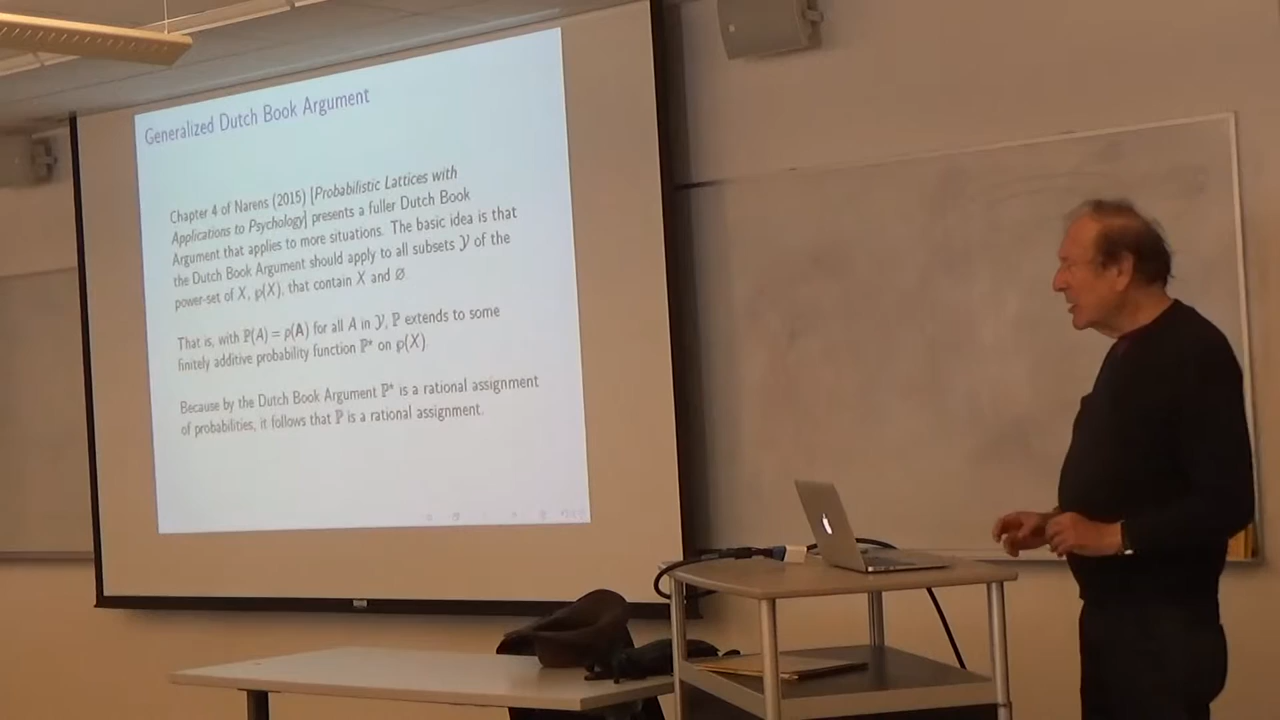 Generalized Dutch Book Argument
Chapter 4 of Narens (2015) [Probabilistic Lattices with
Applications to Psychology] presents a fuller Dutch Book
Argument that applies to more situations. The basic idea is that
the Dutch Book Argument should apply to all subsets 𝒴 of the
power-set of X, ℘(X), that contain X and ∅.
That is, with ℙ(A) = p(𝐀) for all A in 𝒴, ℙ extends to some
finitely additive probability function ℙ* on ℘(X).
Because by the Dutch Book Argument ℙ* is a rational assignment
of probabilities, it follows that ℙ is a rational assignment.